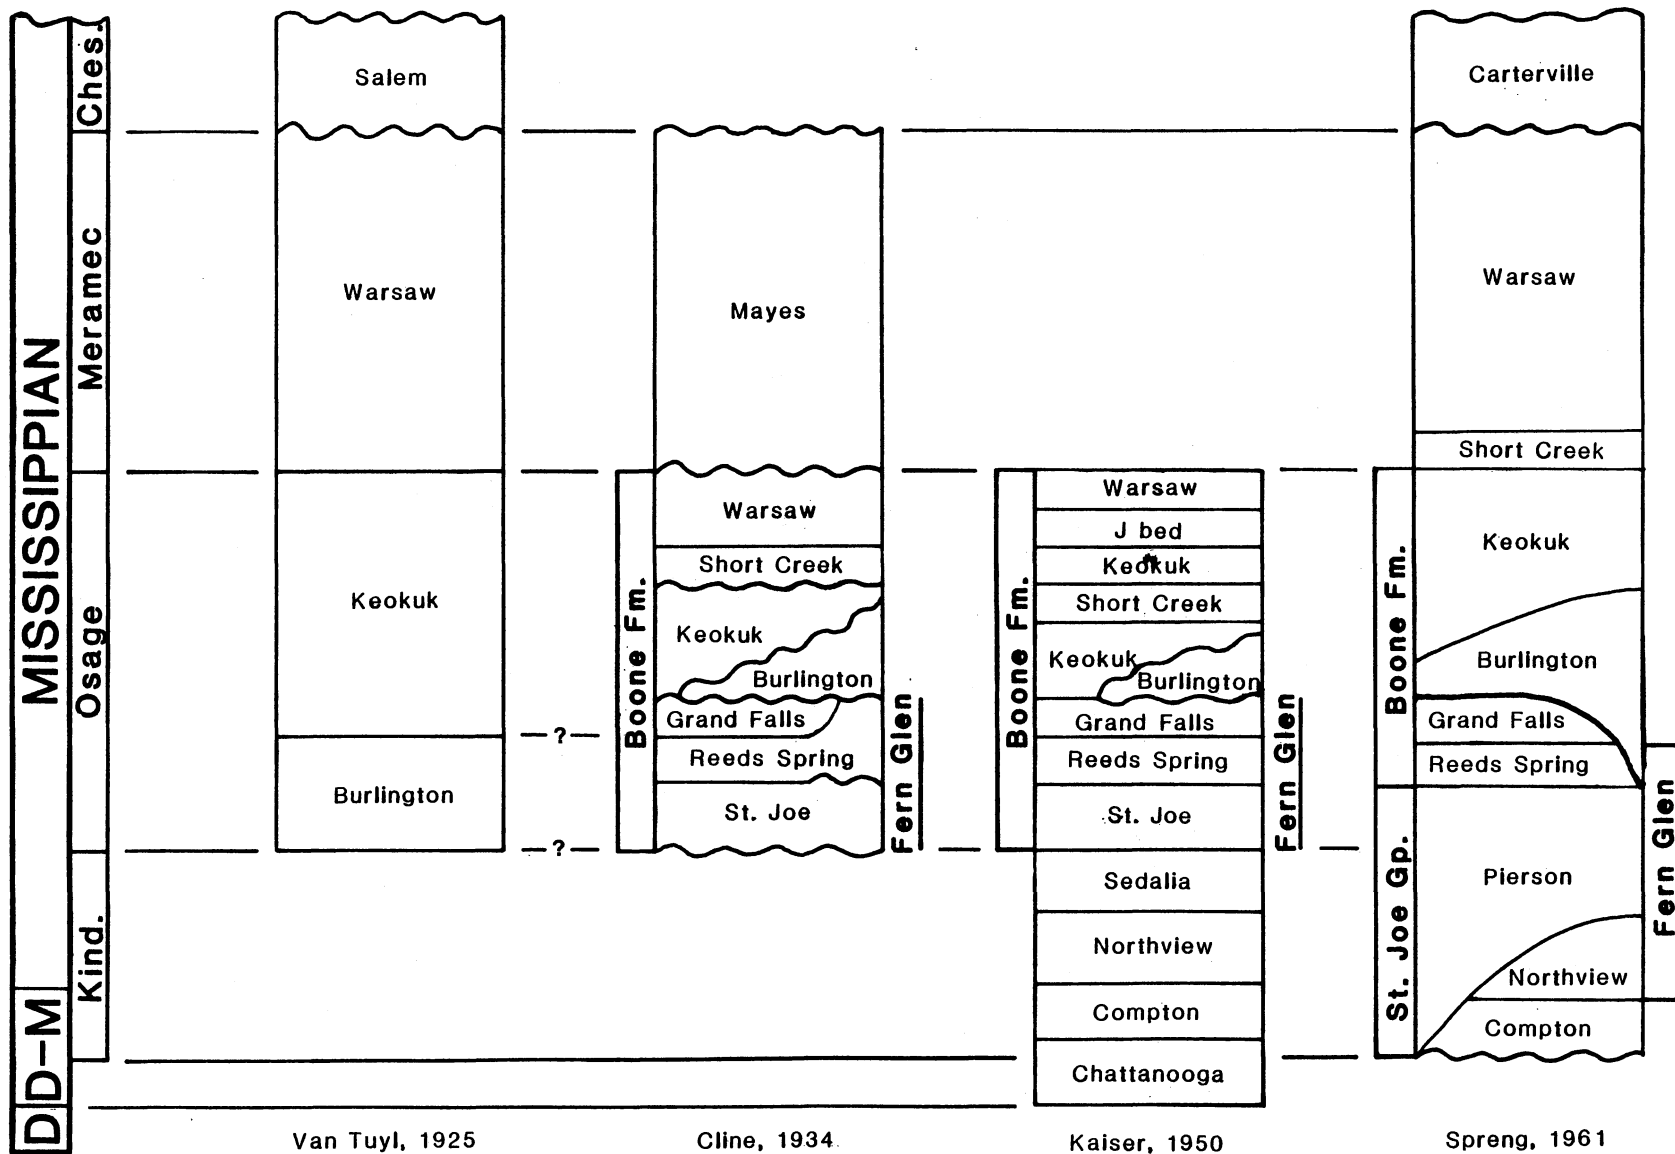 MISSISSIPPIAN
D-M
D
Ches.
Meramec
Osage
Kind.
Salem
Warsaw
Keokuk
Burlington
Van Tuyl, 1925
?
?
Mayes
Boone Fm.
Warsaw
Short Creek
Keokuk
Burlington
Grand Falls
Reeds Spring
St. Joe
Fern Glen
Cline, 1934
Boone Fm.
Warsaw
J bed
Keokuk
Short Creek
Keokuk
Burlington
Grand Falls
Reeds Spring
St. Joe
Sedalia
Northview
Compton
Chattanooga
Fern Glen
Kaiser, 1950
Carterville
Warsaw
Short Creek
Boone Fm.
Keokuk
Burlington
Grand Falls
Reeds Spring
St. Joe Gp.
Pierson
Northview
Compton
Fern Glen
Spreng, 1961